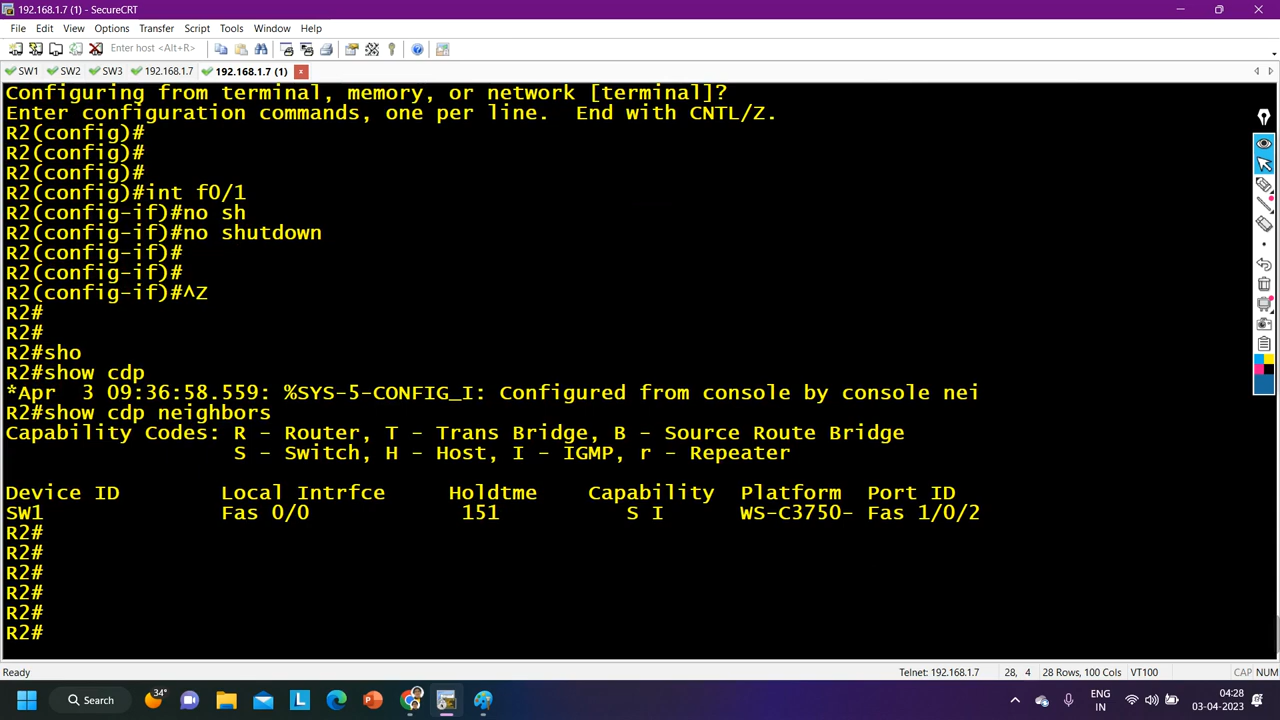 192.168.1.7 (1) - SecureCRT
File Edit View Options Transfer Script Tools Window Help
Enter host <Alt+R>
SW1 SW2 SW3 192.168.1.7 192.168.1.7 (1)
Configuring from terminal, memory, or network [terminal]?
Enter configuration commands, one per line.  End with CNTL/Z.
R2(config)#
R2(config)#
R2(config)#
R2(config)#int f0/1
R2(config-if)#no sh
R2(config-if)#no shutdown
R2(config-if)#
R2(config-if)#
R2(config-if)#^Z
R2#
R2#
R2#sho
R2#show cdp
*Apr  3 09:36:58.559: %SYS-5-CONFIG_I: Configured from console by console nei
R2#show cdp neighbors
Capability Codes: R - Router, T - Trans Bridge, B - Source Route Bridge
S - Switch, H - Host, I - IGMP, r - Repeater
Device ID Local Intrfce Holdtme Capability Platform Port ID
SW1 Fas 0/0 151 S I WS-C3750- Fas 1/0/2
R2#
R2#
R2#
R2#
R2#
R2#
Ready Telnet: 192.168.1.7 28, 4 28 Rows, 100 Cols VT100 CAP NUM
Search 34° ENG 04:28
IN 03-04-2023